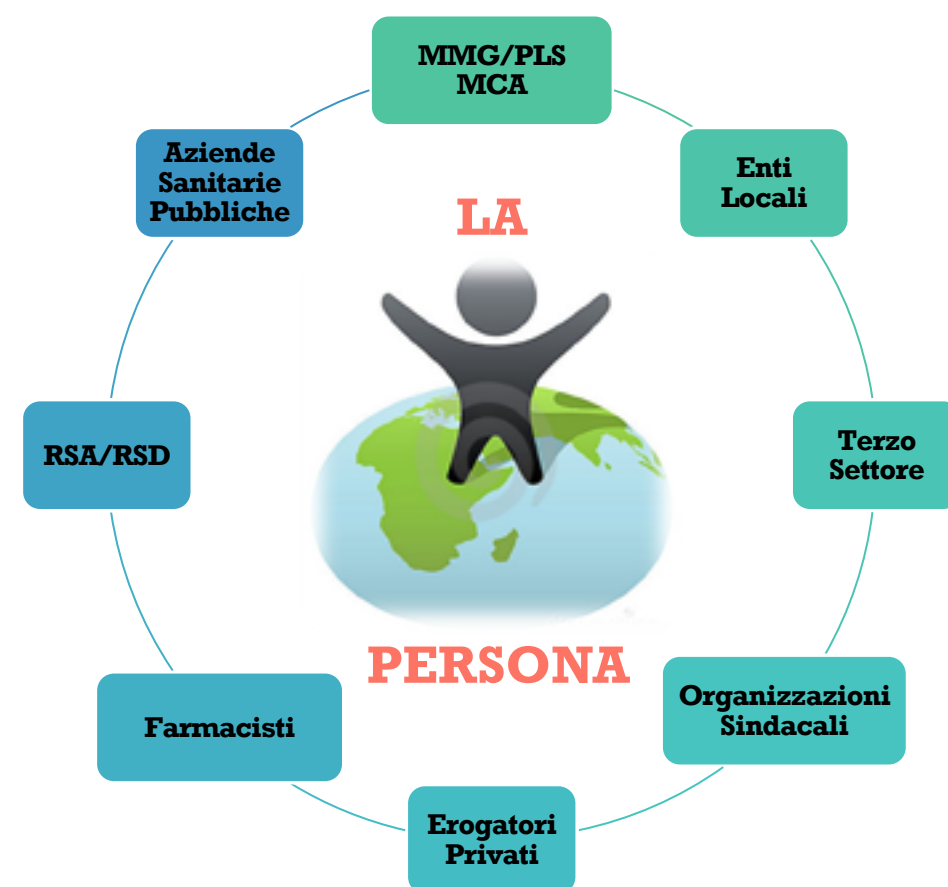 MMG/PLS
MCA
Enti
Locali
Terzo
Settore
Organizzazioni
Sindacali
Erogatori
Privati
Farmacisti
RSA/RSD
Aziende
Sanitarie
Pubbliche
LA
PERSONA